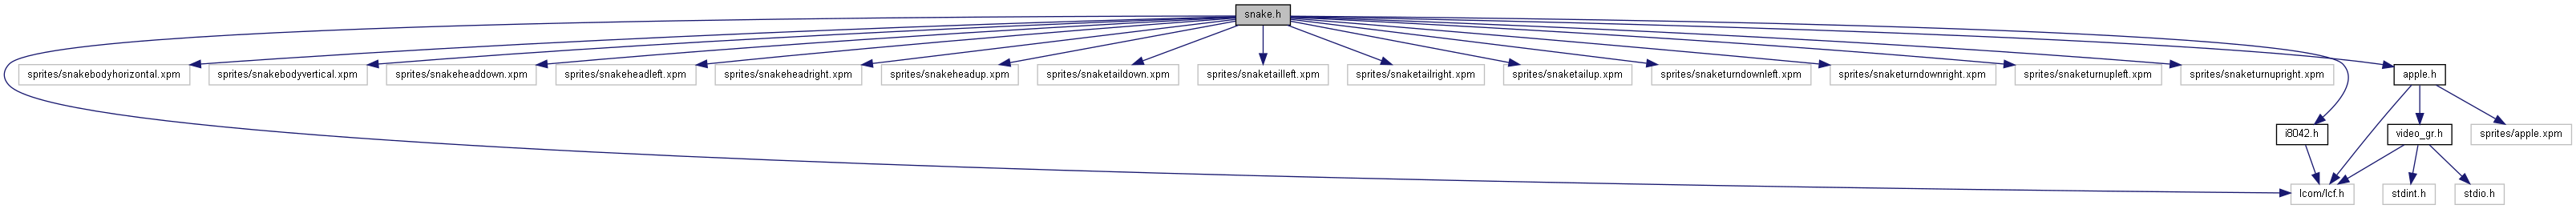 snake.h
sprites/snakebodyhorizontal.xpm
sprites/snakebodyvertical.xpm
sprites/snakeheaddown.xpm
sprites/snakeheadleft.xpm
sprites/snakeheadright.xpm
sprites/snakeheadup.xpm
sprites/snaketaildown.xpm
sprites/snaketailleft.xpm
sprites/snaketailright.xpm
sprites/snaketailup.xpm
sprites/snaketurndownleft.xpm
sprites/snaketurndownright.xpm
sprites/snaketurnupleft.xpm
sprites/snaketurnupright.xpm
apple.h
i8042.h
video_gr.h
sprites/apple.xpm
lcom/lcf.h
stdint.h
stdio.h